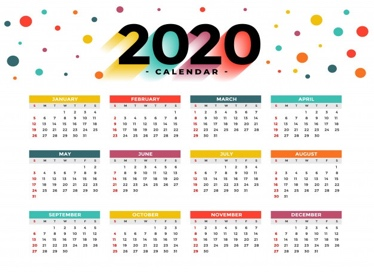 2020
- CALENDAR -
JANUARY
S M T W T F S
1 2 3 4
5 6 7 8 9 10 11
12 13 14 15 16 17 18
19 20 21 22 23 24 25
26 27 28 29 30 31
FEBRUARY
S M T W T F S
1
2 3 4 5 6 7 8
9 10 11 12 13 14 15
16 17 18 19 20 21 22
23 24 25 26 27 28 29
MARCH
S M T W T F S
1 2 3 4 5 6 7
8 9 10 11 12 13 14
15 16 17 18 19 20 21
22 23 24 25 26 27 28
29 30 31
APRIL
S M T W T F S
1 2 3 4
5 6 7 8 9 10 11
12 13 14 15 16 17 18
19 20 21 22 23 24 25
26 27 28 29 30
MAY
S M T W T F S
1 2
3 4 5 6 7 8 9
10 11 12 13 14 15 16
17 18 19 20 21 22 23
24 25 26 27 28 29 30
31
JUNE
S M T W T F S
1 2 3 4 5 6
7 8 9 10 11 12 13
14 15 16 17 18 19 20
21 22 23 24 25 26 27
28 29 30
JULY
S M T W T F S
1 2 3 4
5 6 7 8 9 10 11
12 13 14 15 16 17 18
19 20 21 22 23 24 25
26 27 28 29 30 31
AUGUST
S M T W T F S
1
2 3 4 5 6 7 8
9 10 11 12 13 14 15
16 17 18 19 20 21 22
23 24 25 26 27 28 29
30 31
SEPTEMBER
S M T W T F S
1 2 3 4 5
6 7 8 9 10 11 12
13 14 15 16 17 18 19
20 21 22 23 24 25 26
27 28 29 30
OCTOBER
S M T W T F S
1 2 3
4 5 6 7 8 9 10
11 12 13 14 15 16 17
18 19 20 21 22 23 24
25 26 27 28 29 30 31
NOVEMBER
S M T W T F S
1 2 3 4 5 6 7
8 9 10 11 12 13 14
15 16 17 18 19 20 21
22 23 24 25 26 27 28
29 30
DECEMBER
S M T W T F S
1 2 3 4 5
6 7 8 9 10 11 12
13 14 15 16 17 18 19
20 21 22 23 24 25 26
27 28 29 30 31